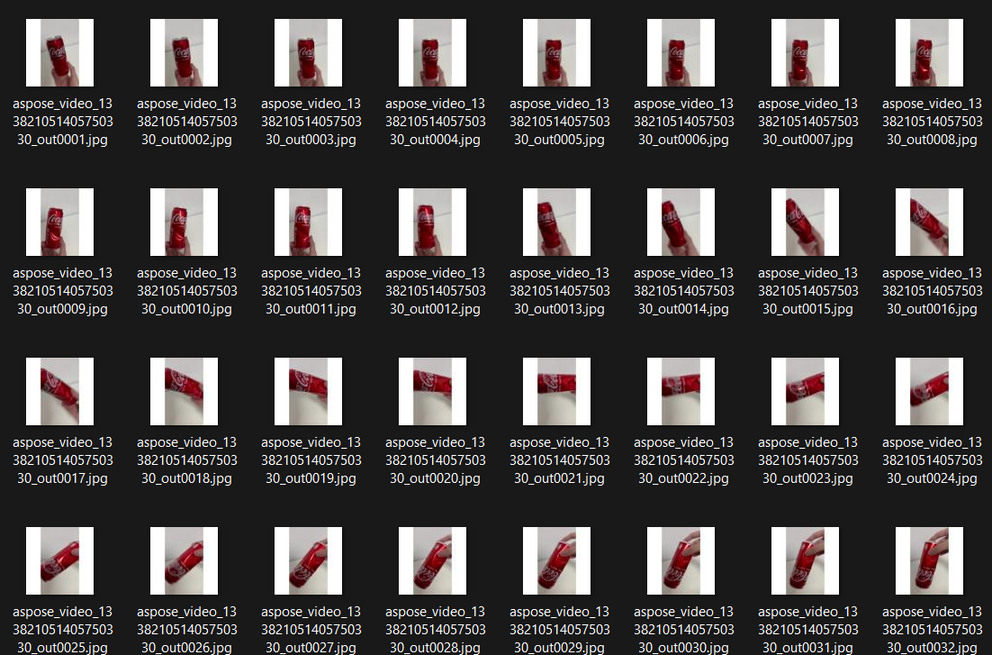 aspose_video_13 aspose_video_13 aspose_video_13 aspose_video_13 aspose_video_13 aspose_video_13 aspose_video_13 aspose_video_13
38210514057503 38210514057503 38210514057503 38210514057503 38210514057503 38210514057503 38210514057503 38210514057503
30_out0001.jpg 30_out0002.jpg 30_out0003.jpg 30_out0004.jpg 30_out0005.jpg 30_out0006.jpg 30_out0007.jpg 30_out0008.jpg
aspose_video_13 aspose_video_13 aspose_video_13 aspose_video_13 aspose_video_13 aspose_video_13 aspose_video_13 aspose_video_13
38210514057503 38210514057503 38210514057503 38210514057503 38210514057503 38210514057503 38210514057503 38210514057503
30_out0009.jpg 30_out0010.jpg 30_out0011.jpg 30_out0012.jpg 30_out0013.jpg 30_out0014.jpg 30_out0015.jpg 30_out0016.jpg
aspose_video_13 aspose_video_13 aspose_video_13 aspose_video_13 aspose_video_13 aspose_video_13 aspose_video_13 aspose_video_13
38210514057503 38210514057503 38210514057503 38210514057503 38210514057503 38210514057503 38210514057503 38210514057503
30_out0017.jpg 30_out0018.jpg 30_out0019.jpg 30_out0020.jpg 30_out0021.jpg 30_out0022.jpg 30_out0023.jpg 30_out0024.jpg
aspose_video_13 aspose_video_13 aspose_video_13 aspose_video_13 aspose_video_13 aspose_video_13 aspose_video_13 aspose_video_13
38210514057503 38210514057503 38210514057503 38210514057503 38210514057503 38210514057503 38210514057503 38210514057503
30_out0025.jpg 30_out0026.jpg 30_out0027.jpg 30_out0028.jpg 30_out0029.jpg 30_out0030.jpg 30_out0031.jpg 30_out0032.jpg